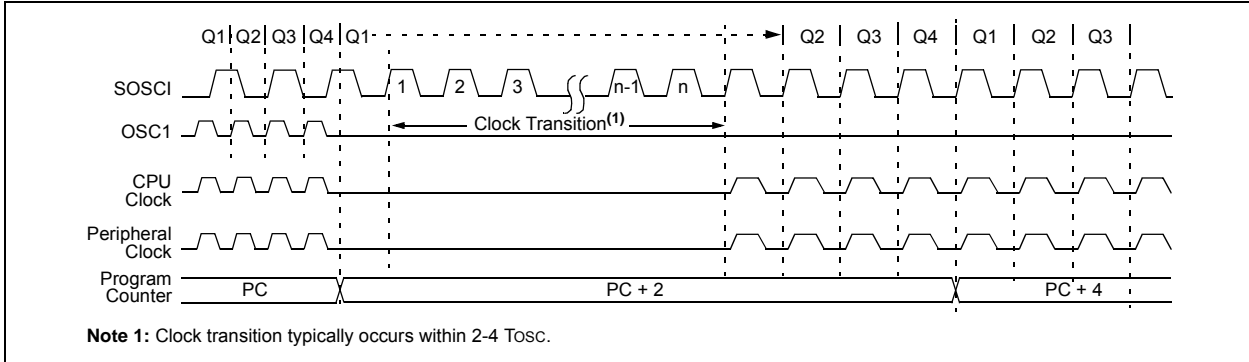 Q1 Q2 Q3 Q4 Q1 Q2 Q3 Q4 Q1 Q2 Q3
SOSCI 1 2 3 n-1 n
Clock Transition(1)
OSC1
CPU
Clock
Peripheral
Clock
Program
Counter
PC PC + 2 PC + 4
Note 1: Clock transition typically occurs within 2-4 TOSC.